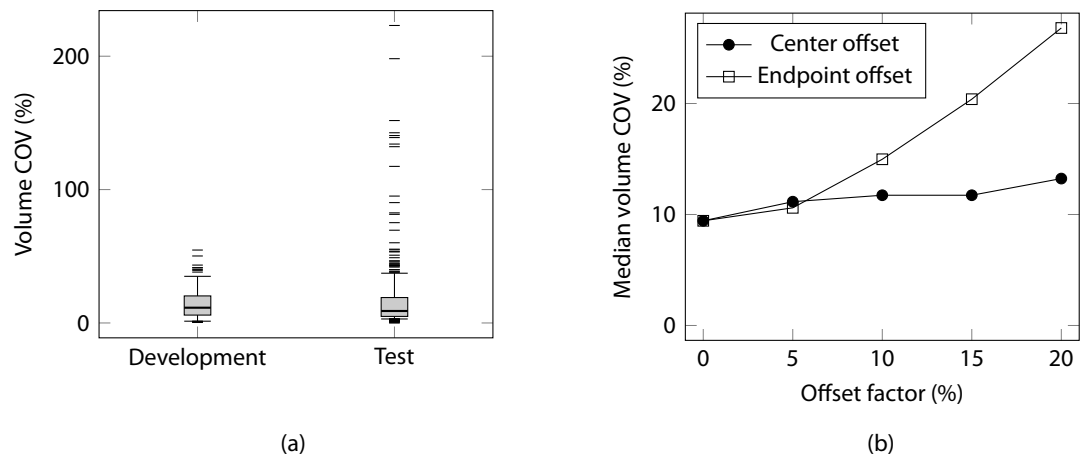 Volume COV (%)
200
100
0
Development
Test
(a)
Median volume COV (%)
Center offset
Endpoint offset
20
10
0
0
5
10
15
20
Offset factor (%)
(b)